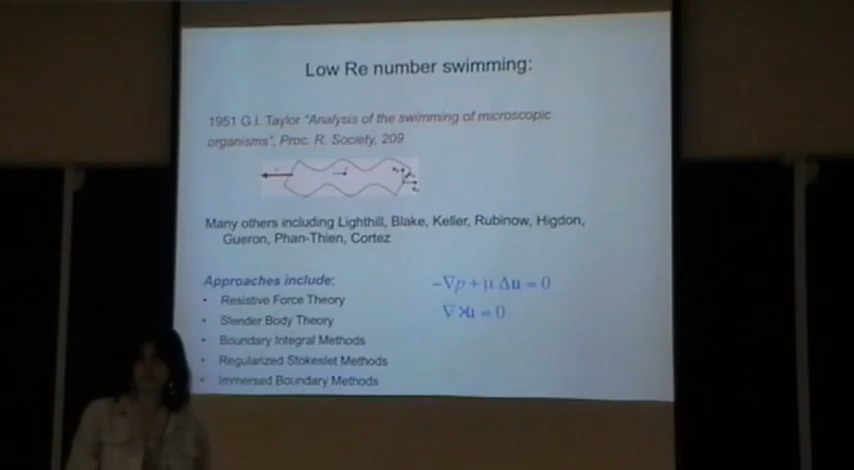 Low Re number swimming:
1951 G.I. Taylor "Analysis of the swimming of microscopic
organisms", Proc. R. Society, 209
Many others including Lighthill, Blake, Keller, Rubinow, Higdon,
Gueron, Phan-Thien, Cortez
Approaches include:
• Resistive Force Theory
• Slender Body Theory
• Boundary Integral Methods
• Regularized Stokeslet Methods
• Immersed Boundary Methods
−∇p + μ Δu = 0
∇×u = 0